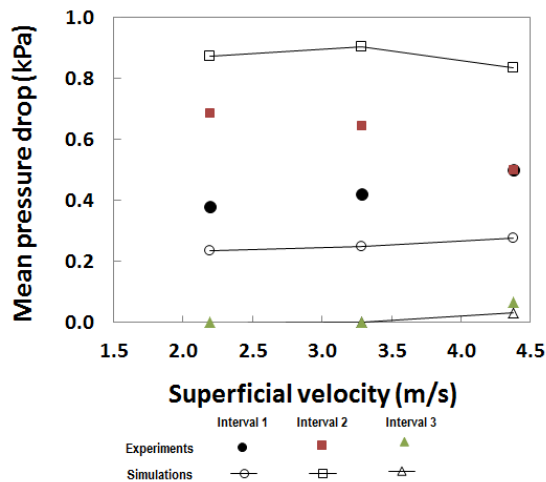 Mean pressure drop (kPa)
1.0
0.8
0.6
0.4
0.2
0.0
1.5 2.0 2.5 3.0 3.5 4.0 4.5
Superficial velocity (m/s)
Interval 1 Interval 2 Interval 3
Experiments
Simulations